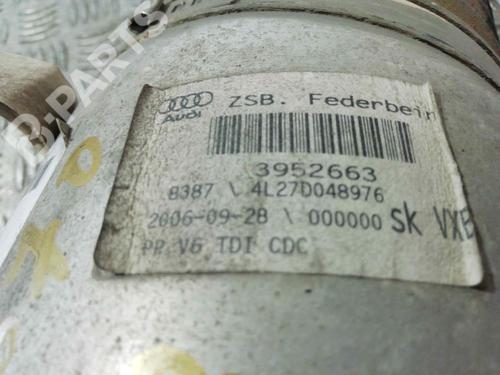 B-PARTS
Audi ZSB. Federbein
3952663
8387 \ 4L27D048976
2006-09-28 \ 000000 SK VXB
PR V6 TDI CDC